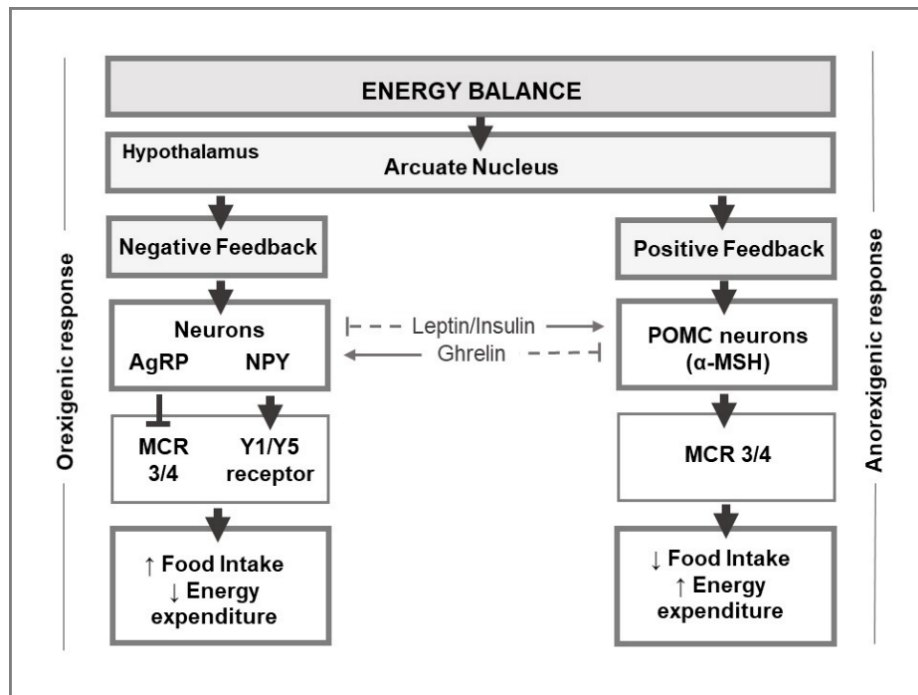 ENERGY BALANCE
Hypothalamus
Arcuate Nucleus
Negative Feedback
Positive Feedback
Neurons
AgRP NPY
Leptin/Insulin
Ghrelin
POMC neurons
(α-MSH)
MCR
3/4
Y1/Y5
receptor
MCR 3/4
↑ Food Intake
↓ Energy
expenditure
↓ Food Intake
↑ Energy
expenditure
Orexigenic response
Anorexigenic response